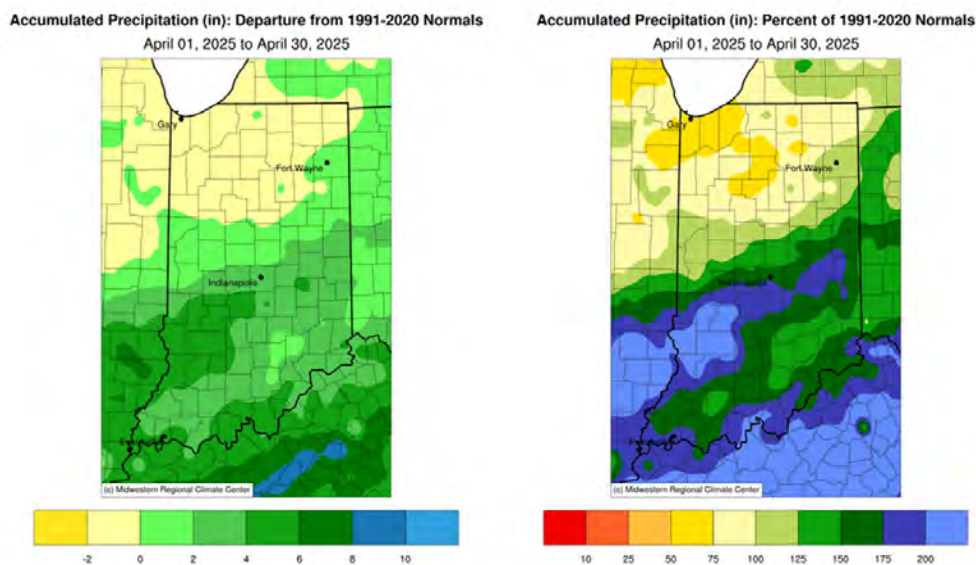 Accumulated Precipitation (in): Departure from 1991-2020 Normals
April 01, 2025 to April 30, 2025
Gary
Fort Wayne
Indianapolis
(c) Midwestern Regional Climate Center
-2 0 2 4 6 8 10
Accumulated Precipitation (in): Percent of 1991-2020 Normals
April 01, 2025 to April 30, 2025
Gary
Fort Wayne
(c) Midwestern Regional Climate Center
10 25 50 75 100 125 150 175 200